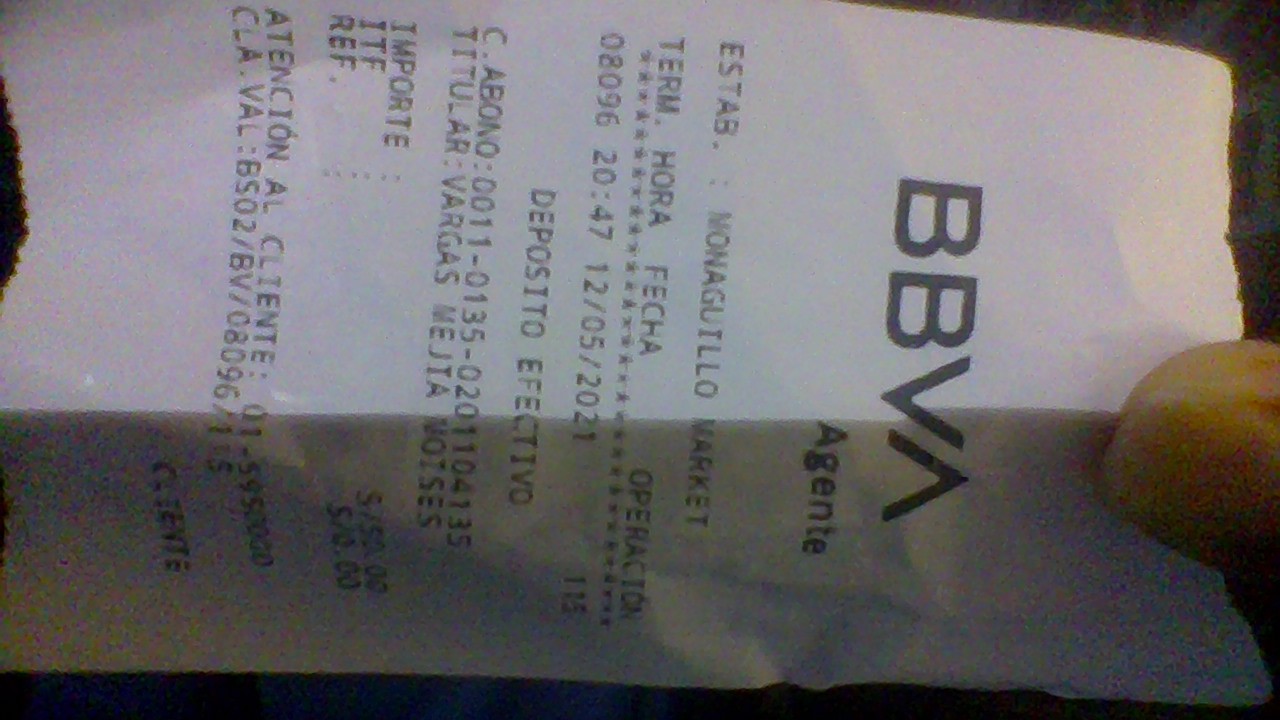 BBVA
Agente
ESTAB. : MONAGUILLO MARKET
TERM. HORA FECHA OPERACIÓN
*********************************
08096 20:47 12/05/2021 115
DEPOSITO EFECTIVO
C.ABONO:0011-0135-0201104135
TITULAR:VARGAS MEJIA MOISES
IMPORTE : S/50.00
ITF : S/0.00
REF. :
ATENCIÓN AL CLIENTE: 01-5950000
CLA.VAL:BS02/BV/08096/115
CLIENTE